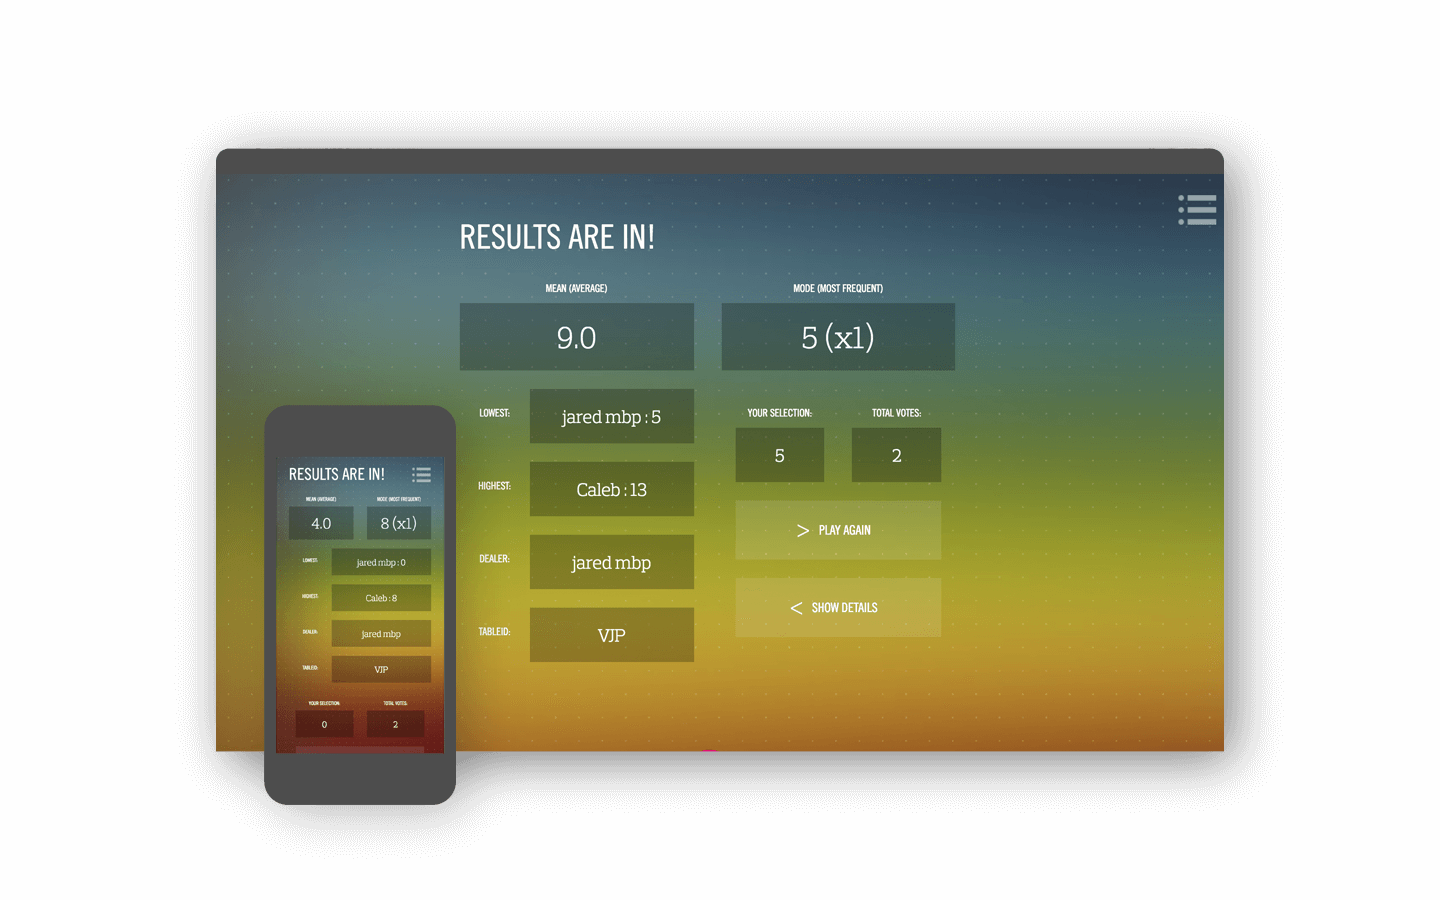 RESULTS ARE IN!
MEAN (AVERAGE)
MODE (MOST FREQUENT)
9.0
5 (x1)
LOWEST:
jared mbp : 5
HIGHEST:
Caleb : 13
DEALER:
jared mbp
TABLEID:
VJP
YOUR SELECTION:
TOTAL VOTES:
5
2
> PLAY AGAIN
< SHOW DETAILS
RESULTS ARE IN!
MEAN (AVERAGE)
MODE (MOST FREQUENT)
4.0
8 (x1)
LOWEST:
jared mbp : 0
HIGHEST:
Caleb : 8
DEALER:
jared mbp
TABLEID:
VJP
YOUR SELECTION:
TOTAL VOTES:
0
2